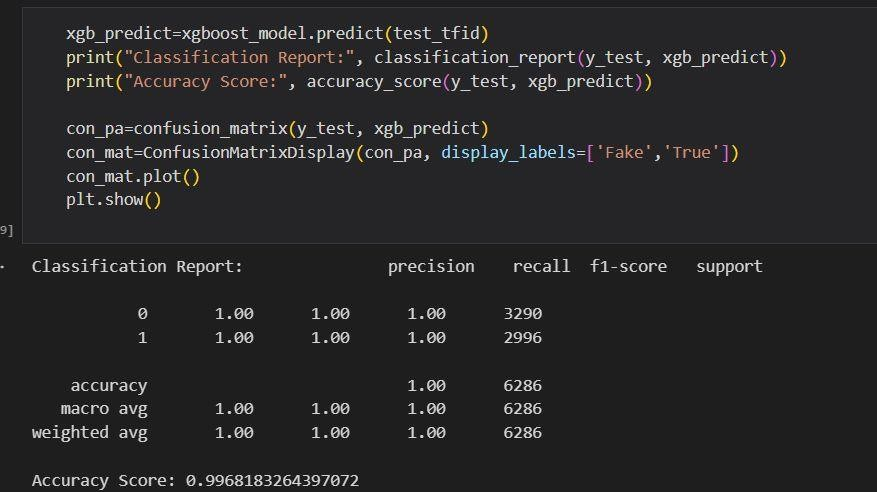 xgb_predict=xgboost_model.predict(test_tfid)
print("Classification Report:", classification_report(y_test, xgb_predict))
print("Accuracy Score:", accuracy_score(y_test, xgb_predict))
con_pa=confusion_matrix(y_test, xgb_predict)
con_mat=ConfusionMatrixDisplay(con_pa, display_labels=['Fake','True'])
con_mat.plot()
plt.show()
9]
Classification Report: precision recall f1-score support
0 1.00 1.00 1.00 3290
1 1.00 1.00 1.00 2996
accuracy 1.00 6286
macro avg 1.00 1.00 1.00 6286
weighted avg 1.00 1.00 1.00 6286
Accuracy Score: 0.9968183264397072